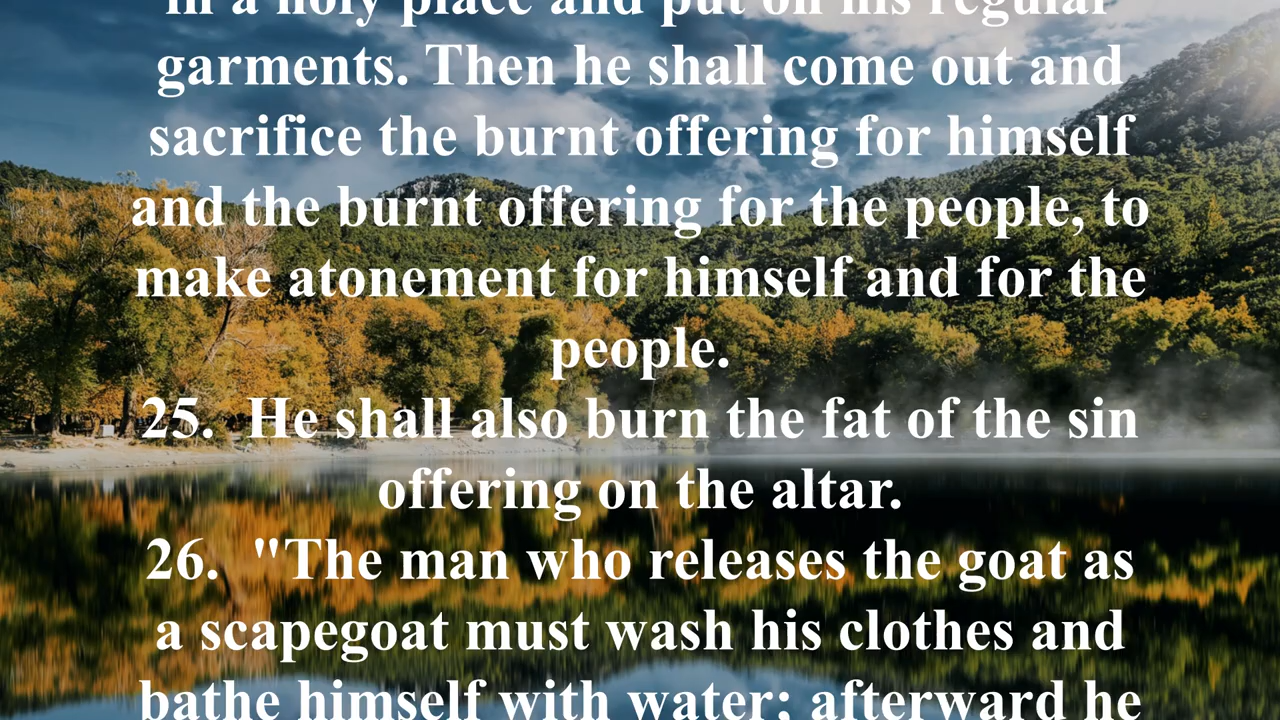 in a holy place and put on his regular
garments. Then he shall come out and
sacrifice the burnt offering for himself
and the burnt offering for the people, to
make atonement for himself and for the
people.
25. He shall also burn the fat of the sin
offering on the altar.
26. "The man who releases the goat as
a scapegoat must wash his clothes and
bathe himself with water; afterward he